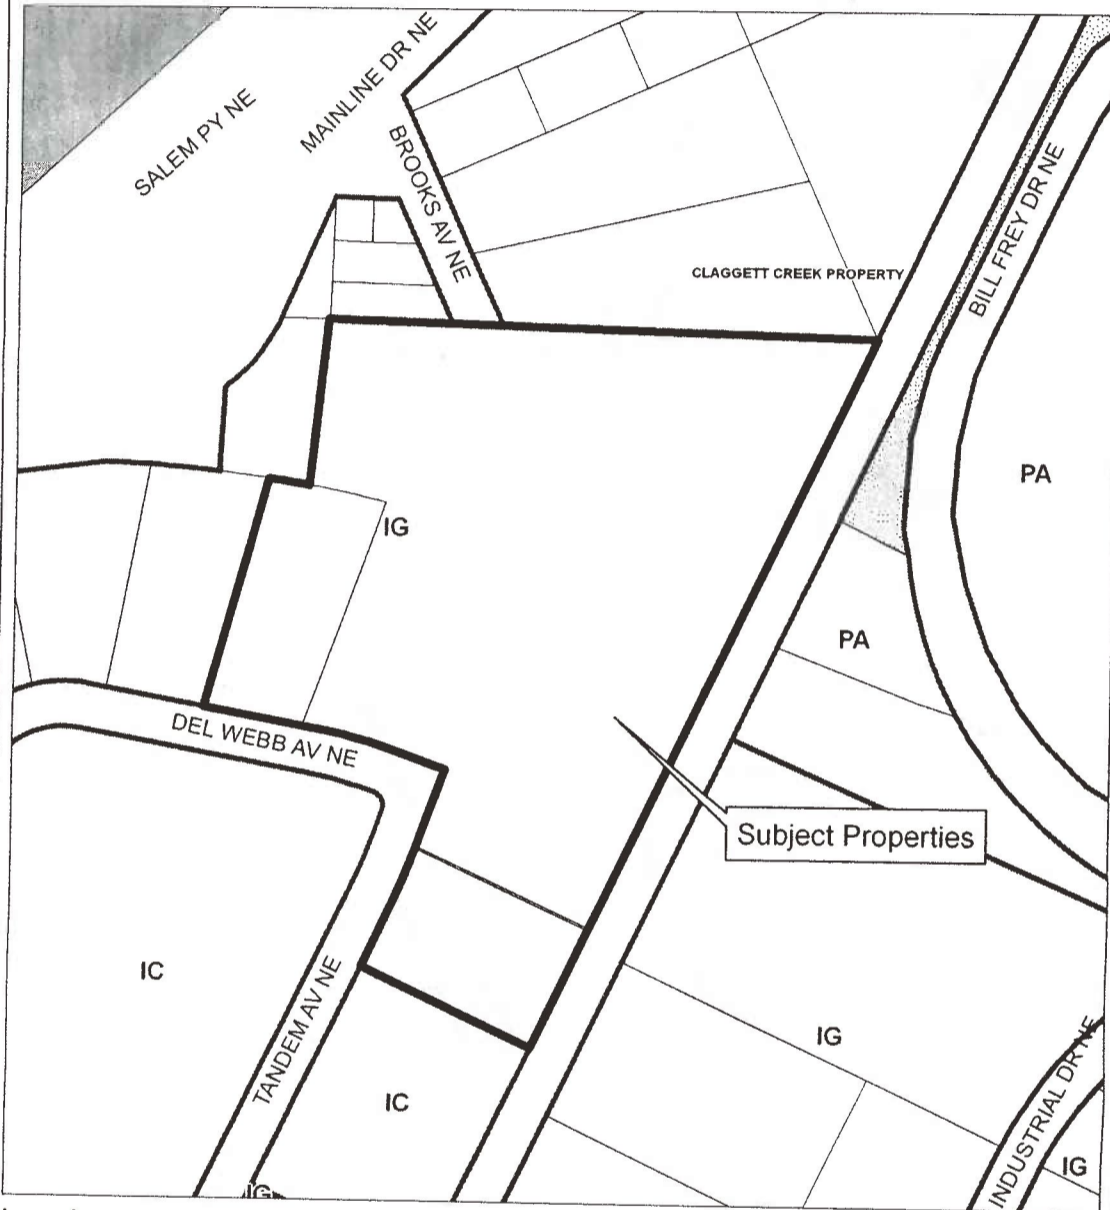 MAINLINE DR NE
SALEM PY NE
BROOKS AV NE
BILL FREY DR NE
CLAGGETT CREEK PROPERTY
PA
IG
PA
DEL WEBB AV NE
Subject Properties
IC
TANDEM AV NE
IG
IC
INDUSTRIAL DR NE
IG
IG